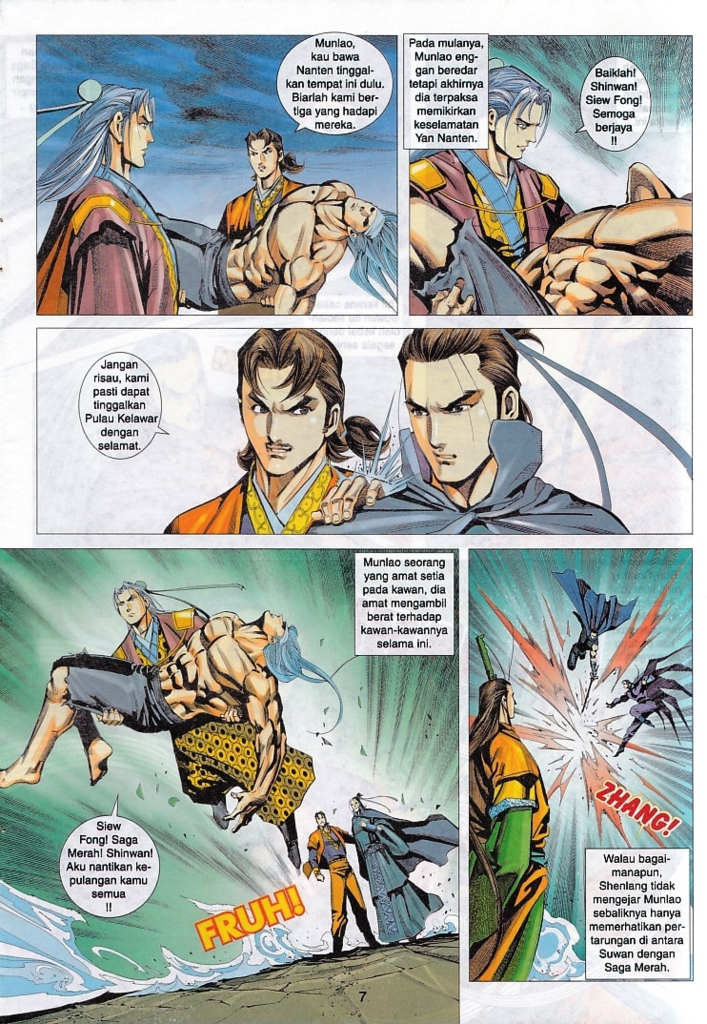 Munlao,
kau bawa
Nanten tinggal-
kan tempat ini dulu.
Biarlah kami ber-
tiga yang hadapi
mereka.
Pada mulanya,
Munlao eng-
gan beredar
tetapi akhirnya
dia terpaksa
memikirkan
keselamatan
Yan Nanten.
Baiklah!
Shinwan!
Siew Fong!
Semoga
berjaya
!!
Jangan
risau, kami
pasti dapat
tinggalkan
Pulau Kelawar
dengan
selamat.
Munlao seorang
yang amat setia
pada kawan, dia
amat mengambil
berat terhadap
kawan-kawannya
selama ini.
Siew
Fong! Saga
Merah! Shinwan!
Aku nantikan ke-
pulangan kamu
semua
!!
FRUH!
ZHANG!
Walau bagai-
manapun,
Shenlang tidak
mengejar Munlao
sebaliknya hanya
memerhatikan per-
tarungan di antara
Suwan dengan
Saga Merah.
7